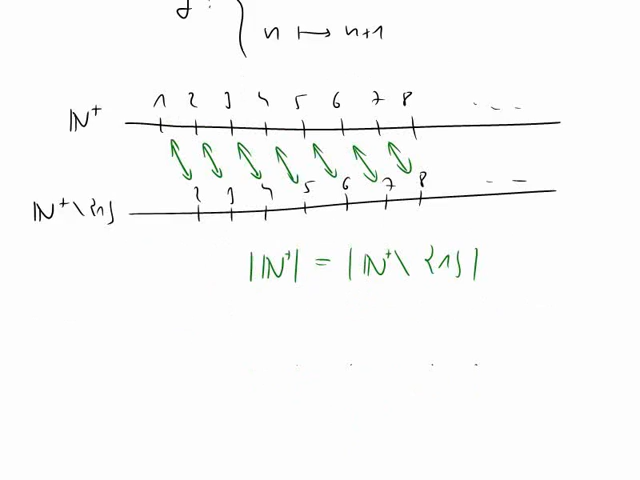 n ↦ n+1
ℕ⁺ 1 2 3 4 5 6 7 8 ...
ℕ⁺\{1} 2 3 4 5 6 7 8 ...
|ℕ⁺| = |ℕ⁺\{1}|